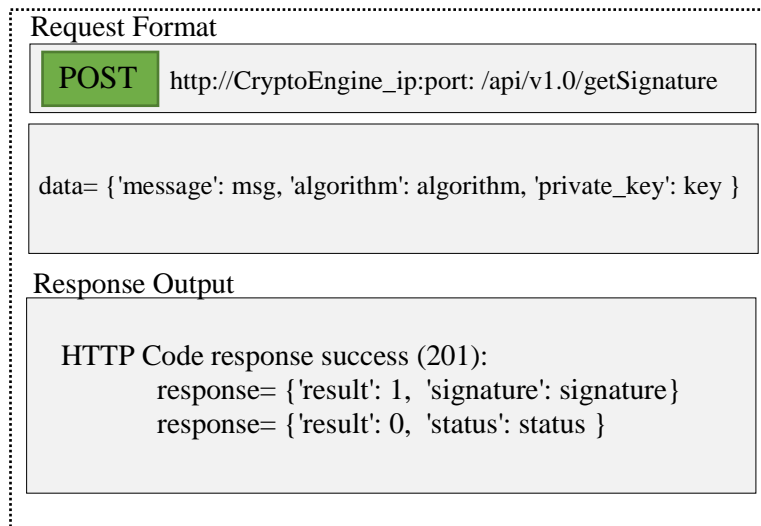 Request Format
POST http://CryptoEngine_ip:port: /api/v1.0/getSignature
data= {'message': msg, 'algorithm': algorithm, 'private_key': key }
Response Output
HTTP Code response success (201):
response= {'result': 1, 'signature': signature}
response= {'result': 0, 'status': status }